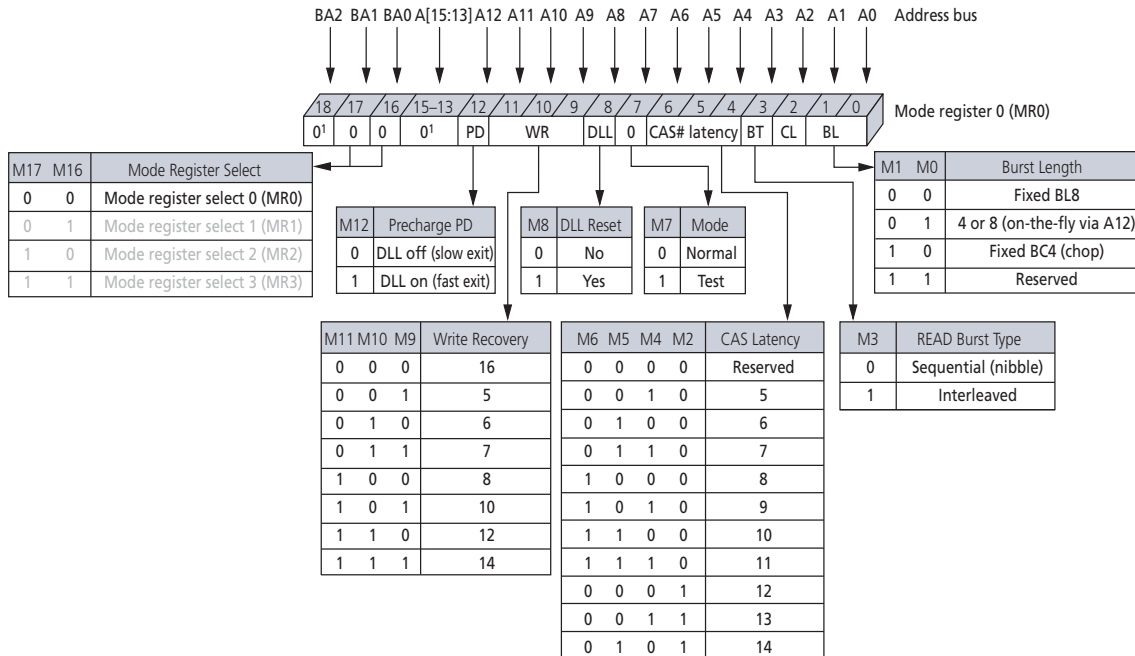 BA2 BA1 BA0 A[15:13] A12 A11 A10 A9 A8 A7 A6 A5 A4 A3 A2 A1 A0 Address bus
18 17 16 15–13 12 11 10 9 8 7 6 5 4 3 2 1 0
Mode register 0 (MR0)
0¹ 0 0 0¹ PD WR DLL 0 CAS# latency BT CL BL
M17 M16 Mode Register Select
0 0 Mode register select 0 (MR0)
0 1 Mode register select 1 (MR1)
1 0 Mode register select 2 (MR2)
1 1 Mode register select 3 (MR3)
M12 Precharge PD
0 DLL off (slow exit)
1 DLL on (fast exit)
M8 DLL Reset
0 No
1 Yes
M7 Mode
0 Normal
1 Test
M1 M0 Burst Length
0 0 Fixed BL8
0 1 4 or 8 (on-the-fly via A12)
1 0 Fixed BC4 (chop)
1 1 Reserved
M11 M10 M9 Write Recovery
0 0 0 16
0 0 1 5
0 1 0 6
0 1 1 7
1 0 0 8
1 0 1 10
1 1 0 12
1 1 1 14
M6 M5 M4 M2 CAS Latency
0 0 0 0 Reserved
0 0 1 0 5
0 1 0 0 6
0 1 1 0 7
1 0 0 0 8
1 0 1 0 9
1 1 0 0 10
1 1 1 0 11
0 0 0 1 12
0 0 1 1 13
0 1 0 1 14
M3 READ Burst Type
0 Sequential (nibble)
1 Interleaved